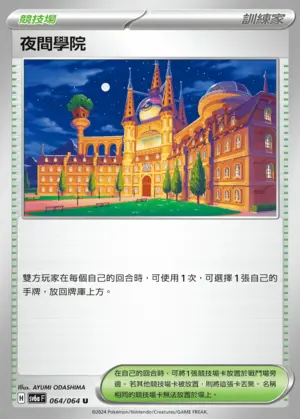 競技場
訓練家
夜間學院
雙方玩家在每個自己的回合時,可使用1次,可選擇1張自己的
手牌,放回牌庫上方。
Illus. AYUMI ODASHIMA
H SV6a F 064/064 U
在自己的回合時,可將1張競技場卡放置於戰鬥場旁
邊。若其他競技場卡被放置,則將這張卡丟棄。名
稱相同的競技場卡無法放置於場上。
©2024 Pokémon/Nintendo/Creatures/GAME FREAK.